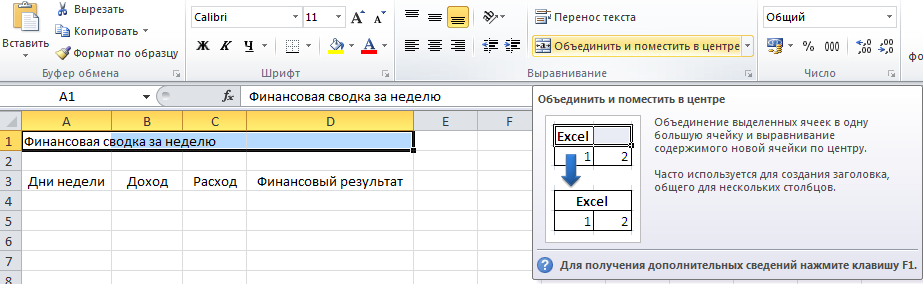 Вырезать
Копировать
Формат по образцу
Вставить
Буфер обмена
Calibri 11 A A
Ж К Ч А
Шрифт
Перенос текста
Объединить и поместить в центре
Выравнивание
Общий
% 000
Число
фо
A1 fx Финансовая сводка за неделю
A B C D E F
1 Финансовая сводка за неделю
2
3 Дни недели Доход Расход Финансовый результат
4
5
6
7
8
Объединить и поместить в центре
Excel
1 2
Excel
1 2
Объединение выделенных ячеек в одну
большую ячейку и выравнивание
содержимого новой ячейки по центру.
Часто используется для создания заголовка,
общего для нескольких столбцов.
Для получения дополнительных сведений нажмите клавишу F1.